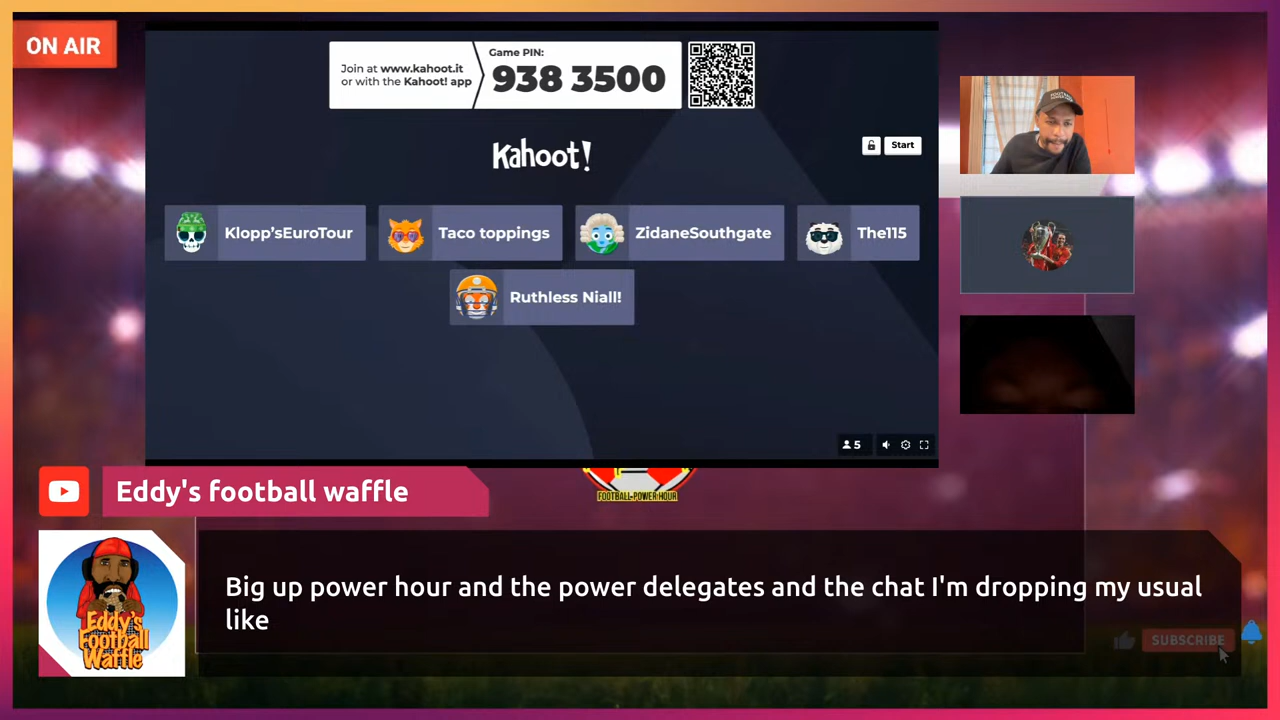 ON AIR
Join at www.kahoot.it
or with the Kahoot! app
Game PIN:
938 3500
Kahoot!
Start
Klopp'sEuroTour
Taco toppings
ZidaneSouthgate
The115
Ruthless Niall!
5
FOOTBALL POWER HOUR
Eddy's football waffle
Eddy's
Football
Waffle
Big up power hour and the power delegates and the chat I'm dropping my usual
like
SUBSCRIBE